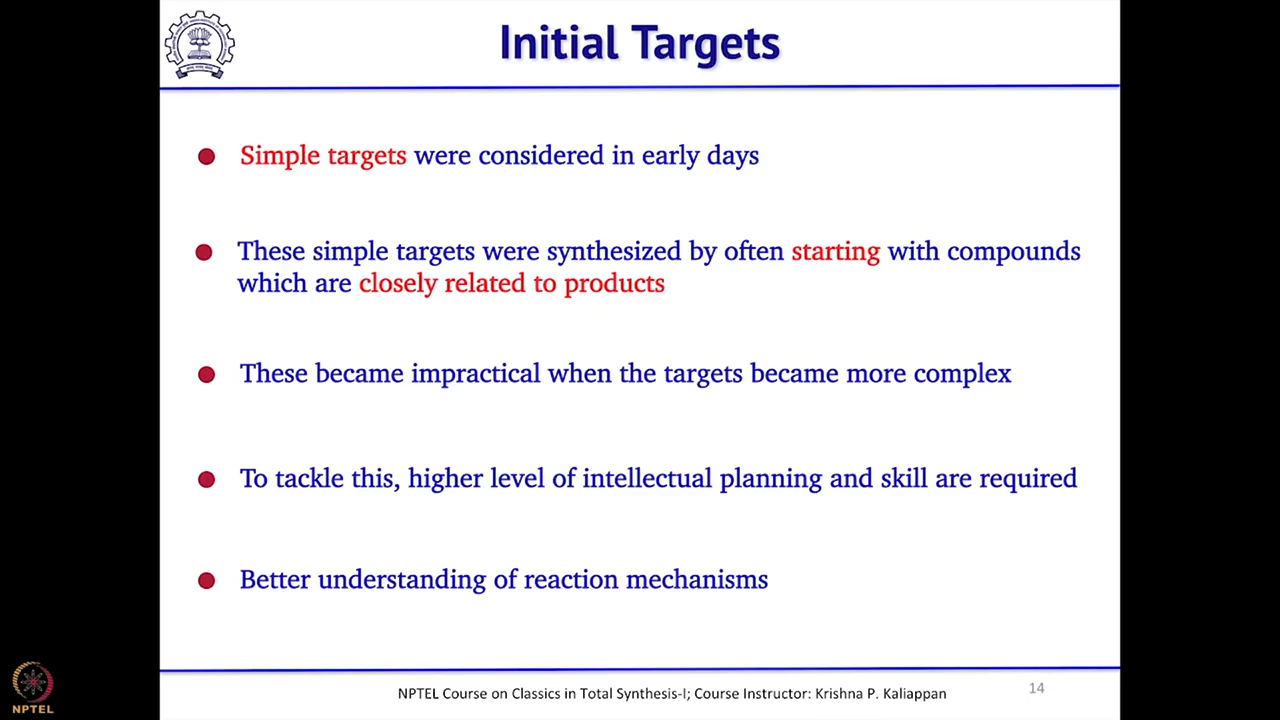 Initial Targets
Simple targets were considered in early days
These simple targets were synthesized by often starting with compounds
which are closely related to products
These became impractical when the targets became more complex
To tackle this, higher level of intellectual planning and skill are required
Better understanding of reaction mechanisms
NPTEL Course on Classics in Total Synthesis-I; Course Instructor: Krishna P. Kaliappan
14
NPTEL